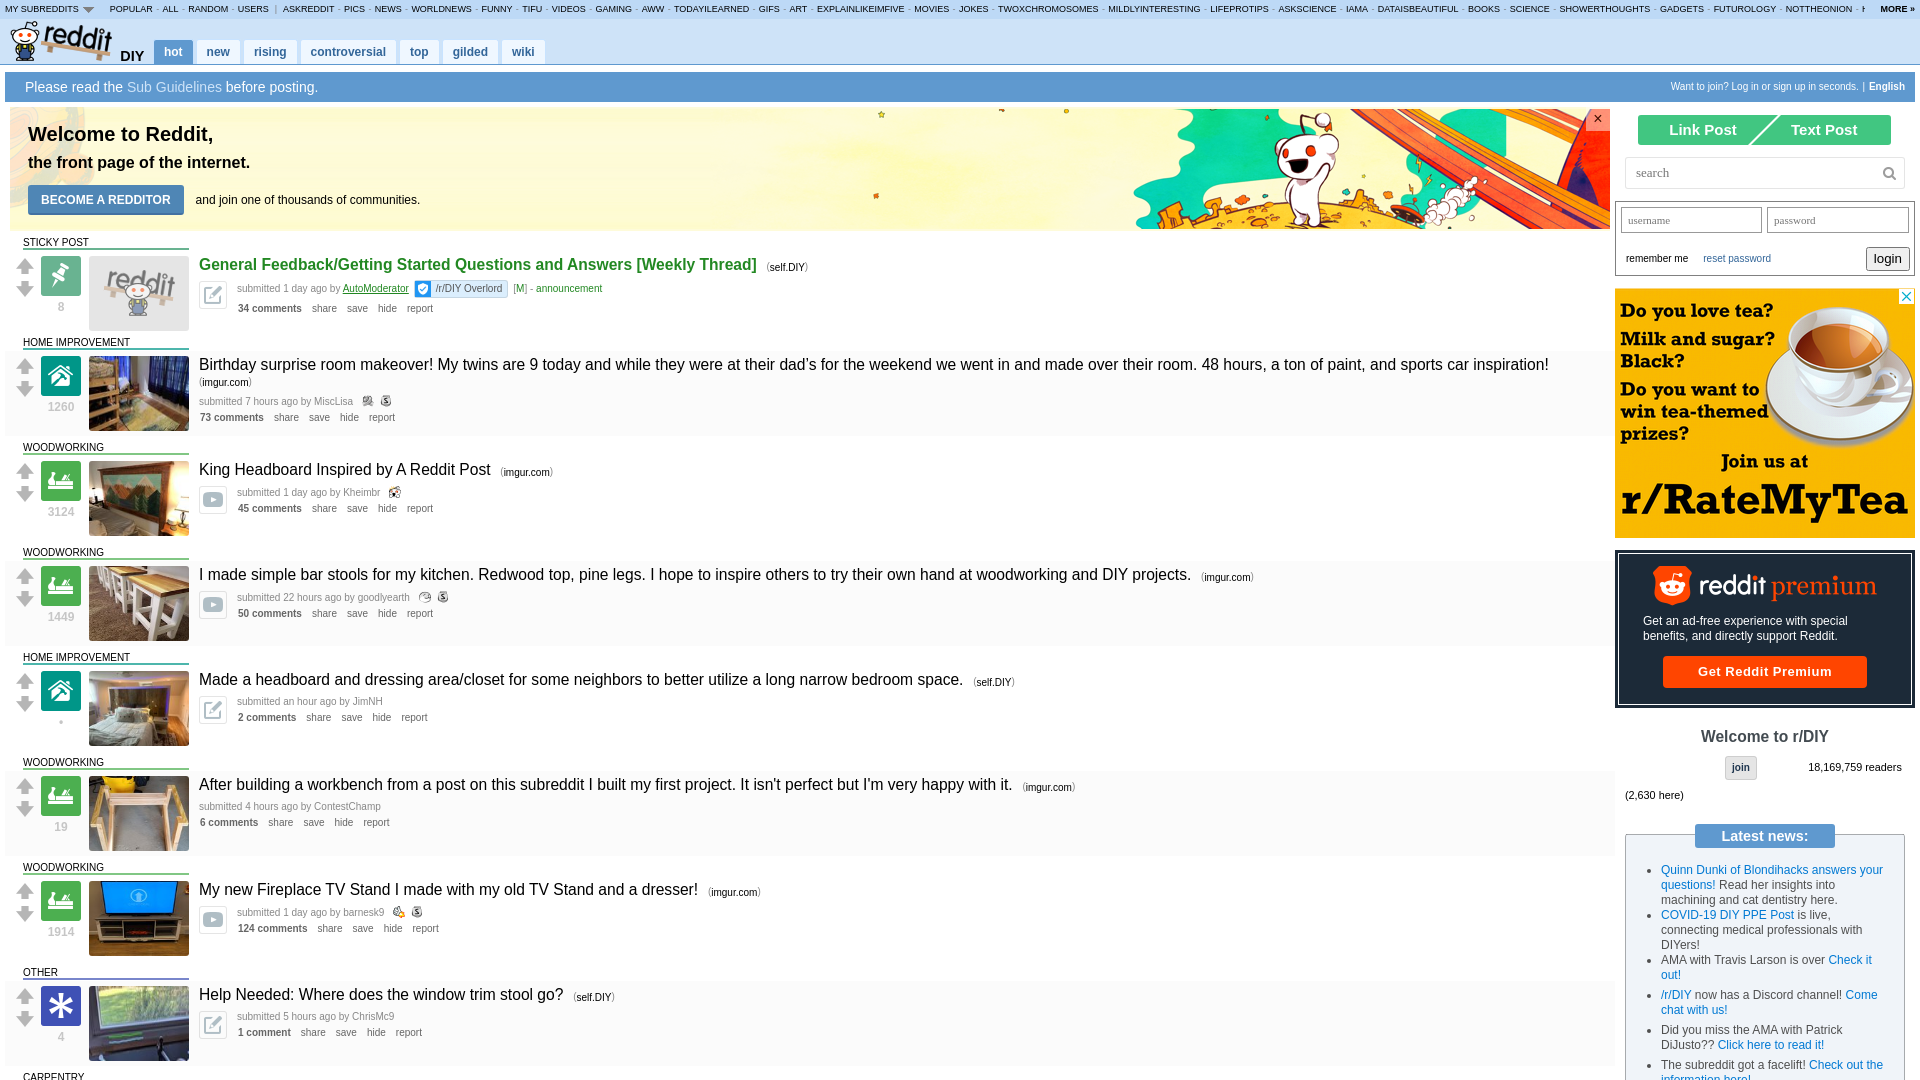 MY SUBREDDITS POPULAR - ALL - RANDOM - USERS | ASKREDDIT - PICS - NEWS - WORLDNEWS - FUNNY - TIFU - VIDEOS - GAMING - AWW - TODAYILEARNED - GIFS - ART - EXPLAINLIKEIMFIVE - MOVIES - JOKES - TWOXCHROMOSOMES - MILDLYINTERESTING - LIFEPROTIPS - ASKSCIENCE - IAMA - DATAISBEAUTIFUL - BOOKS - SCIENCE - SHOWERTHOUGHTS - GADGETS - FUTUROLOGY - NOTTHEONION - MORE »
reddit DIY hot new rising controversial top gilded wiki
Please read the Sub Guidelines before posting.
Want to join? Log in or sign up in seconds. | English
Welcome to Reddit,
the front page of the internet.
BECOME A REDDITOR and join one of thousands of communities.
×
STICKY POST
8
reddit
General Feedback/Getting Started Questions and Answers [Weekly Thread] (self.DIY)
submitted 1 day ago by AutoModerator /r/DIY Overlord [M] - announcement
34 comments share save hide report
HOME IMPROVEMENT
1260
Birthday surprise room makeover! My twins are 9 today and while they were at their dad’s for the weekend we went in and made over their room. 48 hours, a ton of paint, and sports car inspiration!
(imgur.com)
submitted 7 hours ago by MiscLisa
73 comments share save hide report
WOODWORKING
3124
King Headboard Inspired by A Reddit Post (imgur.com)
submitted 1 day ago by Kheimbr
45 comments share save hide report
WOODWORKING
1449
I made simple bar stools for my kitchen. Redwood top, pine legs. I hope to inspire others to try their own hand at woodworking and DIY projects. (imgur.com)
submitted 22 hours ago by goodlyearth
50 comments share save hide report
HOME IMPROVEMENT
•
Made a headboard and dressing area/closet for some neighbors to better utilize a long narrow bedroom space. (self.DIY)
submitted an hour ago by JimNH
2 comments share save hide report
WOODWORKING
19
After building a workbench from a post on this subreddit I built my first project. It isn't perfect but I'm very happy with it. (imgur.com)
submitted 4 hours ago by ContestChamp
6 comments share save hide report
WOODWORKING
1914
My new Fireplace TV Stand I made with my old TV Stand and a dresser! (imgur.com)
submitted 1 day ago by barnesk9
124 comments share save hide report
OTHER
4
Help Needed: Where does the window trim stool go? (self.DIY)
submitted 5 hours ago by ChrisMc9
1 comment share save hide report
CARPENTRY
Link Post Text Post
search
username password
remember me reset password login
Do you love tea?
Milk and sugar?
Black?
Do you want to
win tea-themed
prizes?
Join us at
r/RateMyTea
reddit premium
Get an ad-free experience with special
benefits, and directly support Reddit.
Get Reddit Premium
Welcome to r/DIY
join 18,169,759 readers
(2,630 here)
Latest news:
Quinn Dunki of Blondihacks answers your
questions! Read her insights into
machining and cat dentistry here.
COVID-19 DIY PPE Post is live,
connecting medical professionals with
DIYers!
AMA with Travis Larson is over Check it
out!
/r/DIY now has a Discord channel! Come
chat with us!
Did you miss the AMA with Patrick
DiJusto?? Click here to read it!
The subreddit got a facelift! Check out the
information here!